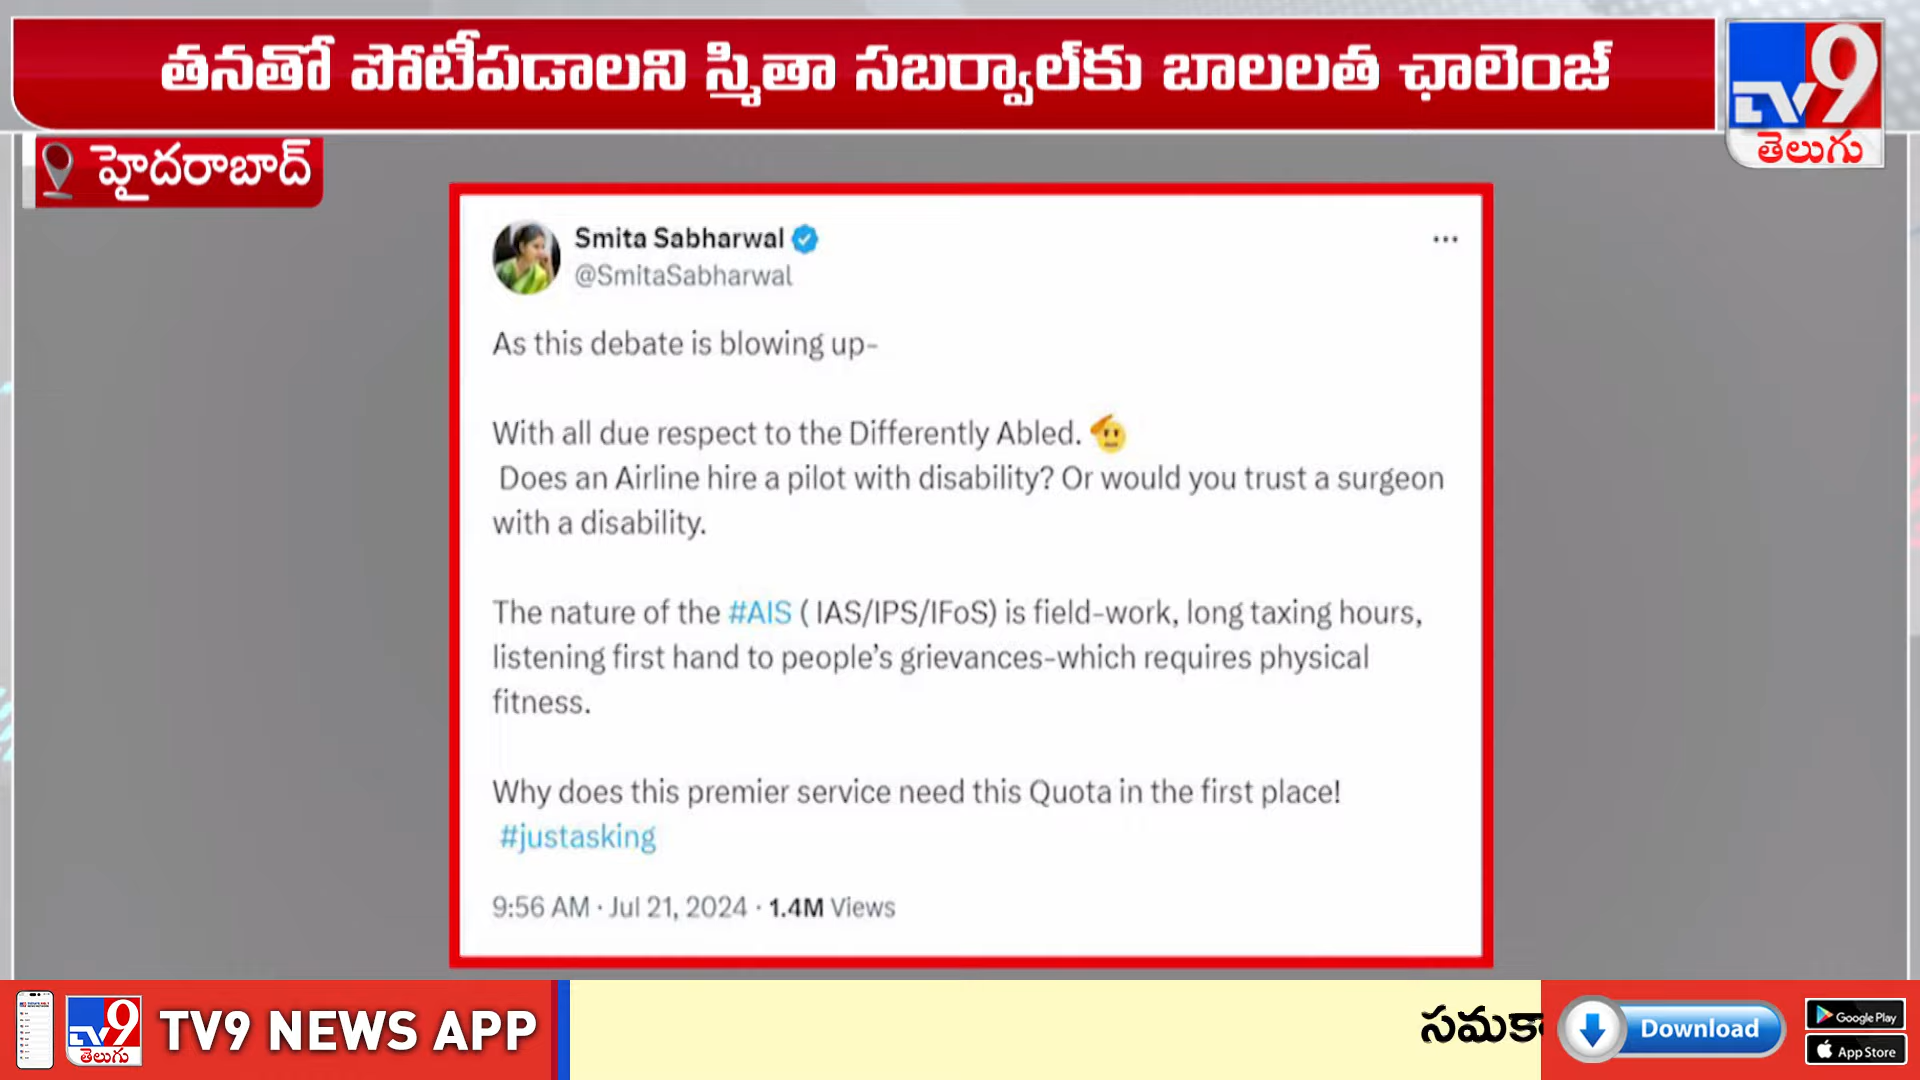 తనతో పోటీపడాలని స్మితా సబర్వాల్‌కు బాలలత ఛాలెంజ్
TV9
తెలుగు
హైదరాబాద్
Smita Sabharwal
@SmitaSabharwal
As this debate is blowing up-
With all due respect to the Differently Abled. 🫡
Does an Airline hire a pilot with disability? Or would you trust a surgeon
with a disability.
The nature of the #AIS ( IAS/IPS/IFoS) is field-work, long taxing hours,
listening first hand to people's grievances-which requires physical
fitness.
Why does this premier service need this Quota in the first place!
#justasking
9:56 AM · Jul 21, 2024 · 1.4M Views
TV9
తెలుగు
TV9 NEWS APP
సమకా
Download
Google Play
App Store